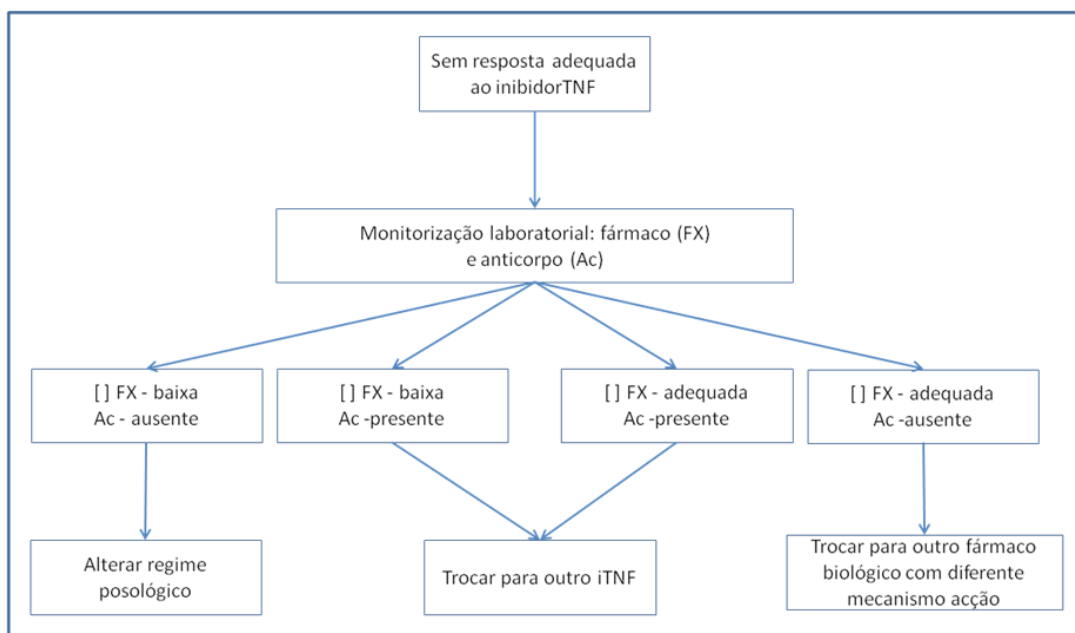 Sem resposta adequada
ao inibidorTNF
Monitorização laboratorial: fármaco (FX)
e anticorpo (Ac)
[ ] FX - baixa
Ac - ausente
[ ] FX - baixa
Ac -presente
[ ] FX - adequada
Ac -presente
[ ] FX - adequada
Ac -ausente
Alterar regime
posológico
Trocar para outro iTNF
Trocar para outro fármaco
biológico com diferente
mecanismo acção